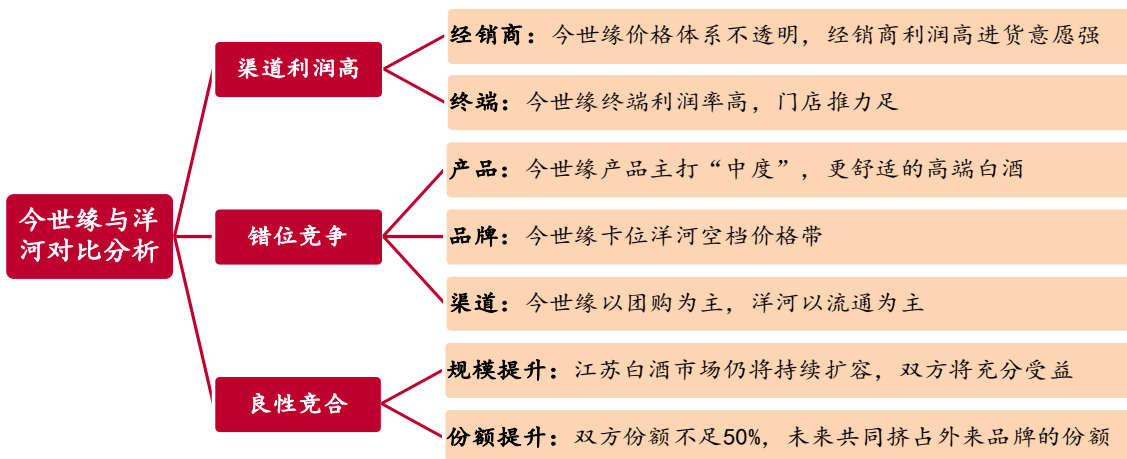 今世缘与洋
河对比分析
渠道利润高
经销商：今世缘价格体系不透明，经销商利润高进货意愿强
终端：今世缘终端利润率高，门店推力足
错位竞争
产品：今世缘产品主打“中度”，更舒适的高端白酒
品牌：今世缘卡位洋河空档价格带
渠道：今世缘以团购为主，洋河以流通为主
良性竞合
规模提升：江苏白酒市场仍将持续扩容，双方将充分受益
份额提升：双方份额不足50%，未来共同挤占外来品牌的份额